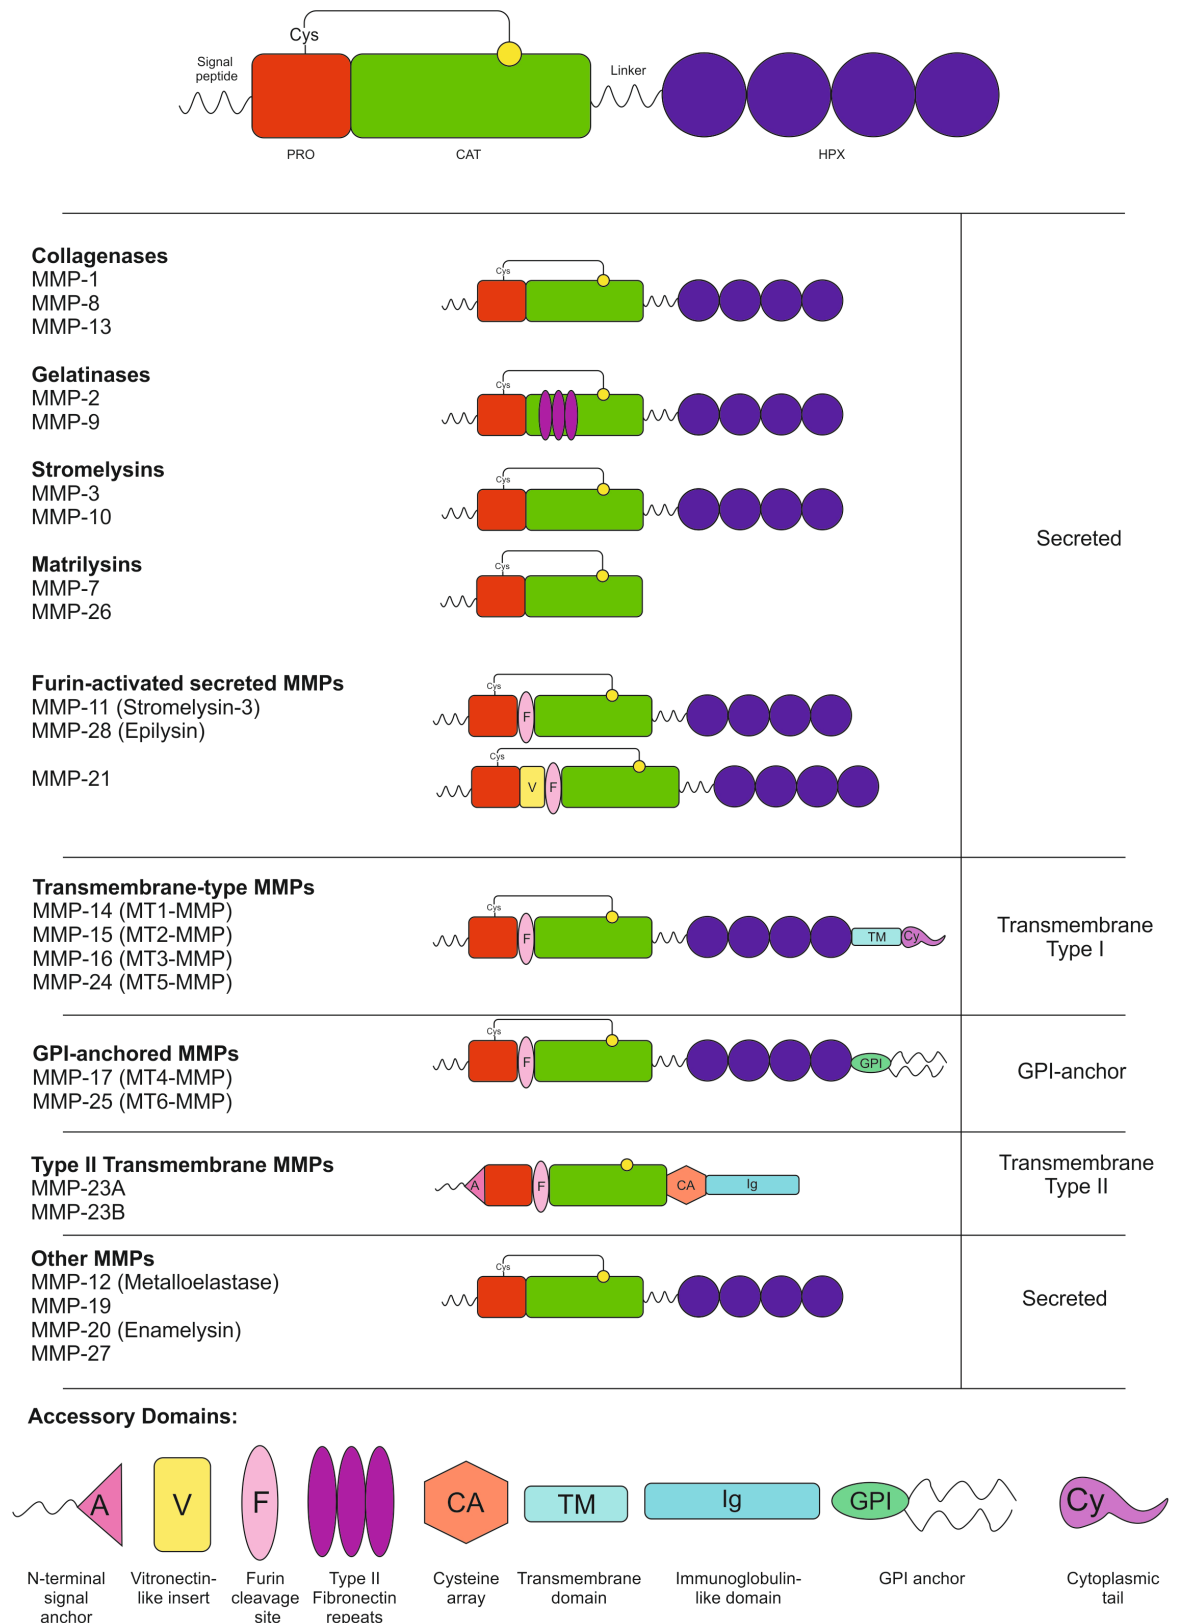 Cys
Signal
peptide
Linker
PRO
CAT
HPX
Collagenases
MMP-1
MMP-8
MMP-13
Cys
Gelatinases
MMP-2
MMP-9
Cys
Stromelysins
MMP-3
MMP-10
Cys
Secreted
Matrilysins
MMP-7
MMP-26
Cys
Furin-activated secreted MMPs
MMP-11 (Stromelysin-3)
MMP-28 (Epilysin)
Cys
F
MMP-21
Cys
V
F
Transmembrane-type MMPs
MMP-14 (MT1-MMP)
MMP-15 (MT2-MMP)
MMP-16 (MT3-MMP)
MMP-24 (MT5-MMP)
Cys
F
TM
Cy
Transmembrane
Type I
GPI-anchored MMPs
MMP-17 (MT4-MMP)
MMP-25 (MT6-MMP)
Cys
F
GPI
GPI-anchor
Type II Transmembrane MMPs
MMP-23A
MMP-23B
A
F
CA
Ig
Transmembrane
Type II
Other MMPs
MMP-12 (Metalloelastase)
MMP-19
MMP-20 (Enamelysin)
MMP-27
Cys
Secreted
Accessory Domains:
A
V
F
CA
TM
Ig
GPI
Cy
N-terminal
signal
anchor
Vitronectin-
like insert
Furin
cleavage
site
Type II
Fibronectin
repeats
Cysteine
array
Transmembrane
domain
Immunoglobulin-
like domain
GPI anchor
Cytoplasmic
tail